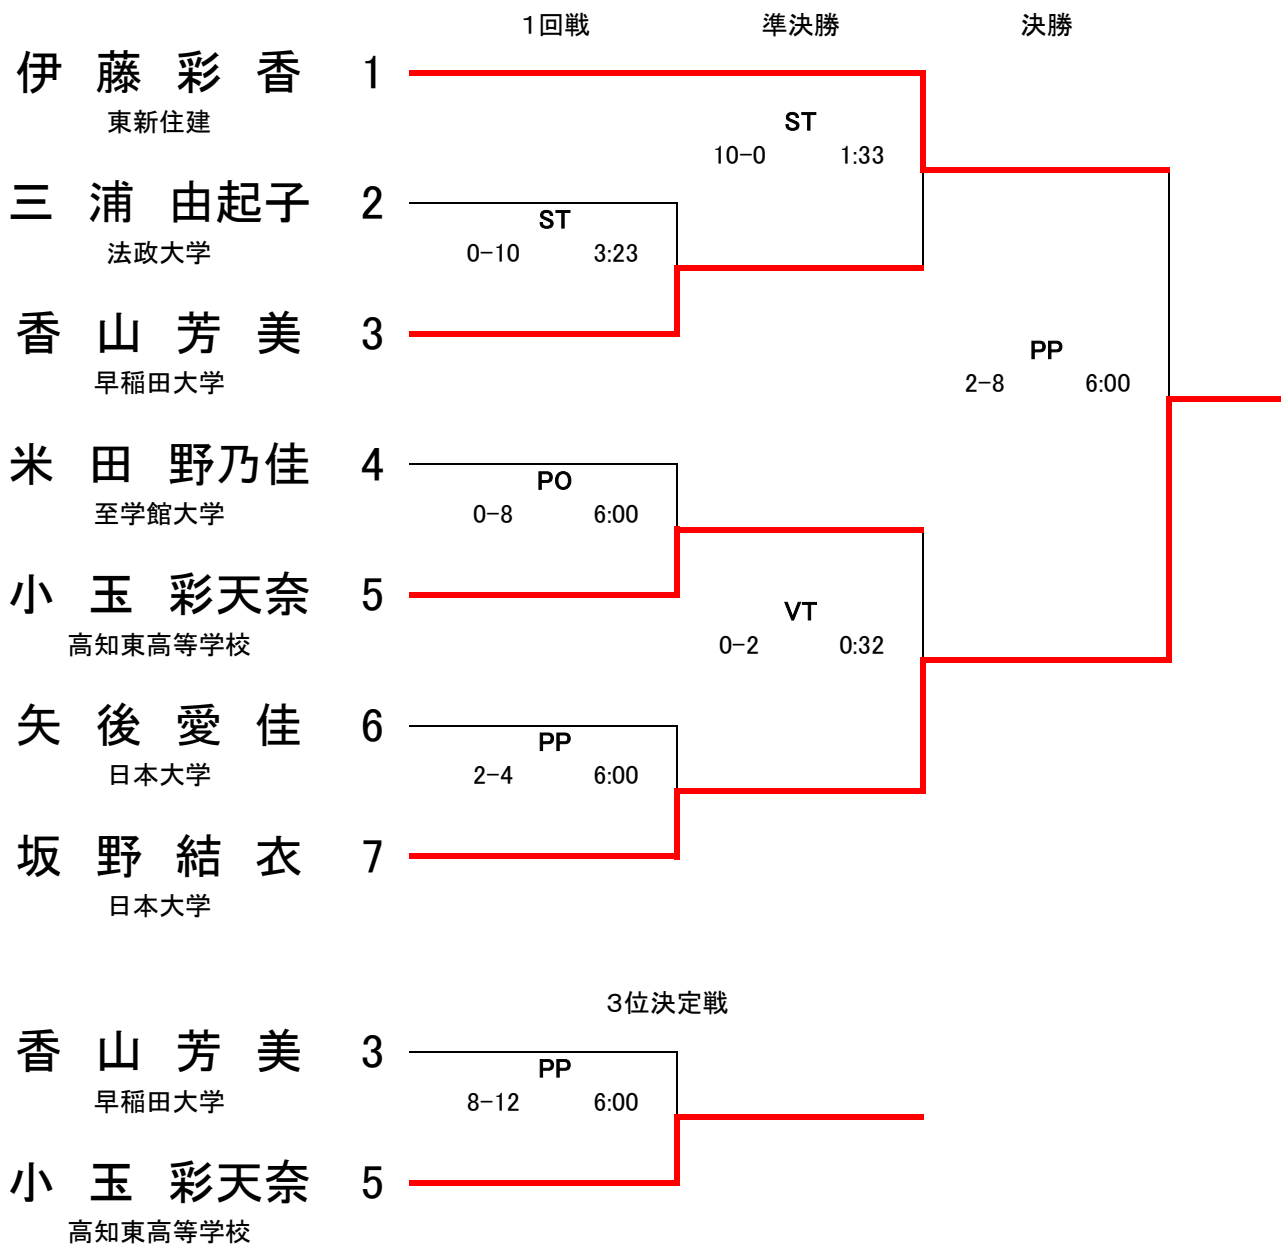 １回戦 準決勝 決勝
伊 藤 彩 香 1
東新住建
ST
10-0 1:33
三 浦 由起子 2
法政大学
ST
0-10 3:23
香 山 芳 美 3
早稲田大学
PP
2-8 6:00
米 田 野乃佳 4
至学館大学
PO
0-8 6:00
小 玉 彩天奈 5
高知東高等学校
VT
0-2 0:32
矢 後 愛 佳 6
日本大学
PP
2-4 6:00
坂 野 結 衣 7
日本大学
３位決定戦
香 山 芳 美 3
早稲田大学
PP
8-12 6:00
小 玉 彩天奈 5
高知東高等学校